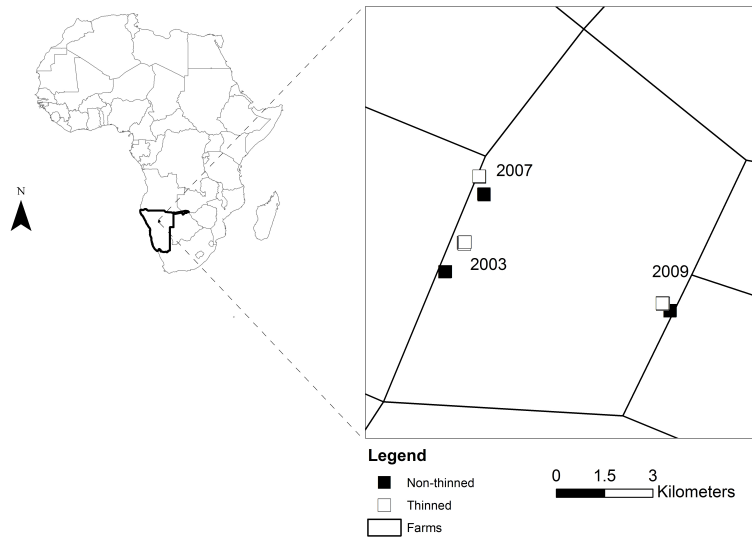 N
2007
2003
2009
Legend
Non-thinned
Thinned
Farms
0 1.5 3
Kilometers